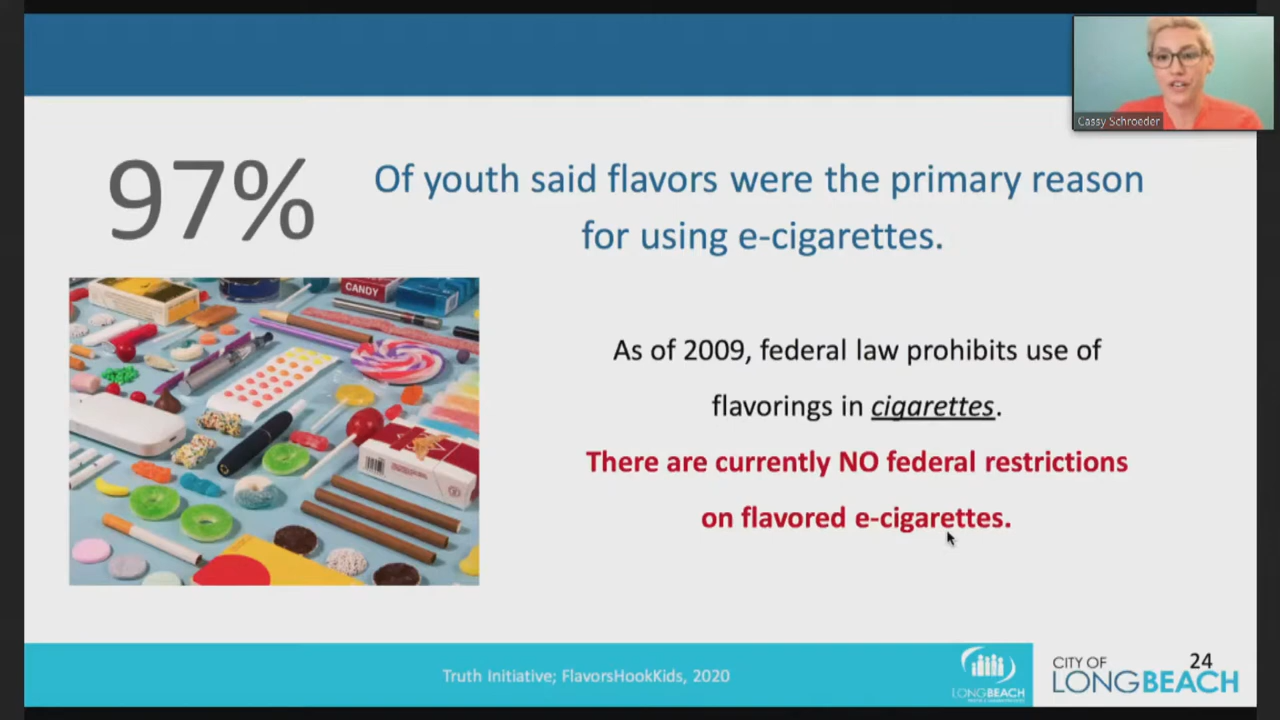 Cassy Schroeder
97%
Of youth said flavors were the primary reason
for using e-cigarettes.
CANDY
As of 2009, federal law prohibits use of
flavorings in cigarettes.
There are currently NO federal restrictions
on flavored e-cigarettes.
Truth Initiative; FlavorsHookKids, 2020
LONGBEACH
CITY OF
LONGBEACH
24